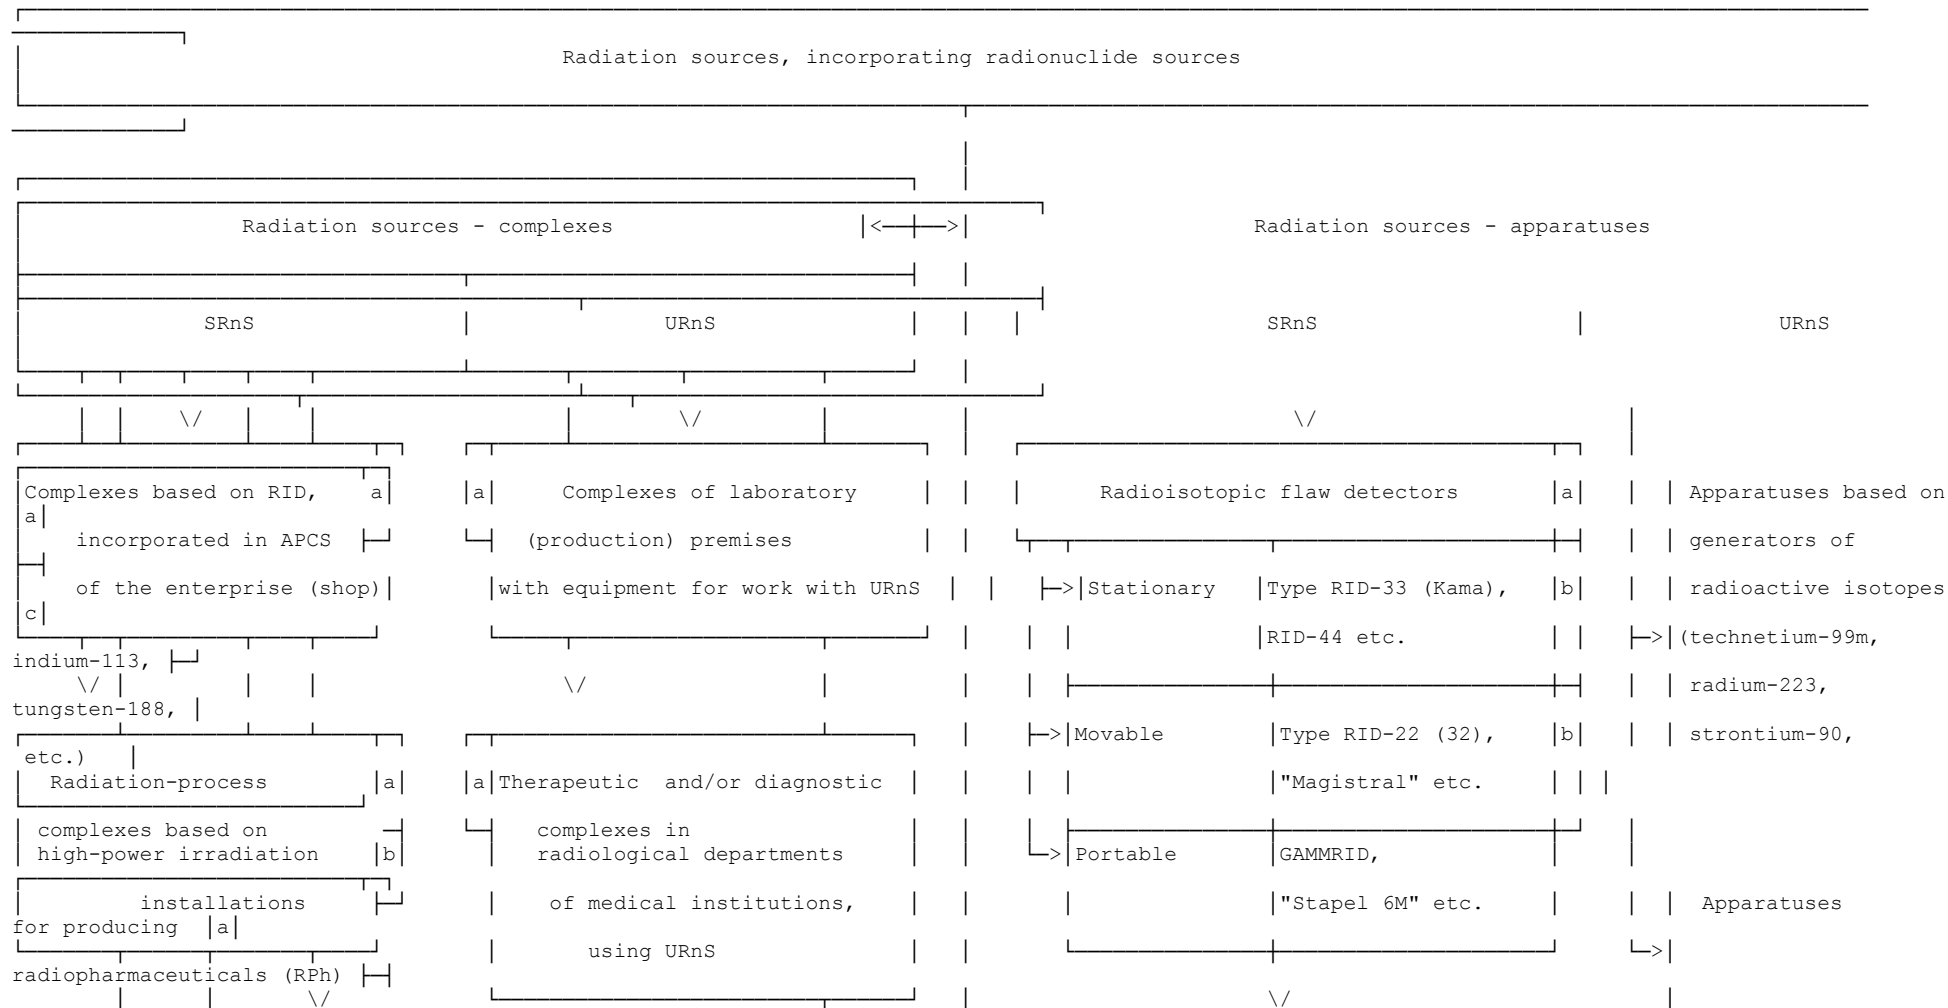 Radiation sources, incorporating radionuclide sources
Radiation sources - complexes |<—┼—>| Radiation sources - apparatuses
SRnS URnS SRnS URnS
\/ \/ \/
Complexes based on RID, a a Complexes of laboratory Radioisotopic flaw detectors a Apparatuses based on
a
incorporated in APCS (production) premises generators of
of the enterprise (shop) with equipment for work with URnS —>Stationary Type RID-33 (Kama), b radioactive isotopes
c
RID-44 etc. —>(technetium-99m,
indium-113,
\/ \/ radium-223,
tungsten-188,
—>Movable Type RID-22 (32), b strontium-90,
etc.)
Radiation-process a a Therapeutic and/or diagnostic "Magistral" etc.
complexes based on complexes in
high-power irradiation b radiological departments —>Portable GAMMRID,
installations of medical institutions, "Stapel 6M" etc. Apparatuses
for producing a
using URnS —>
radiopharmaceuticals (RPh)
\/ \/